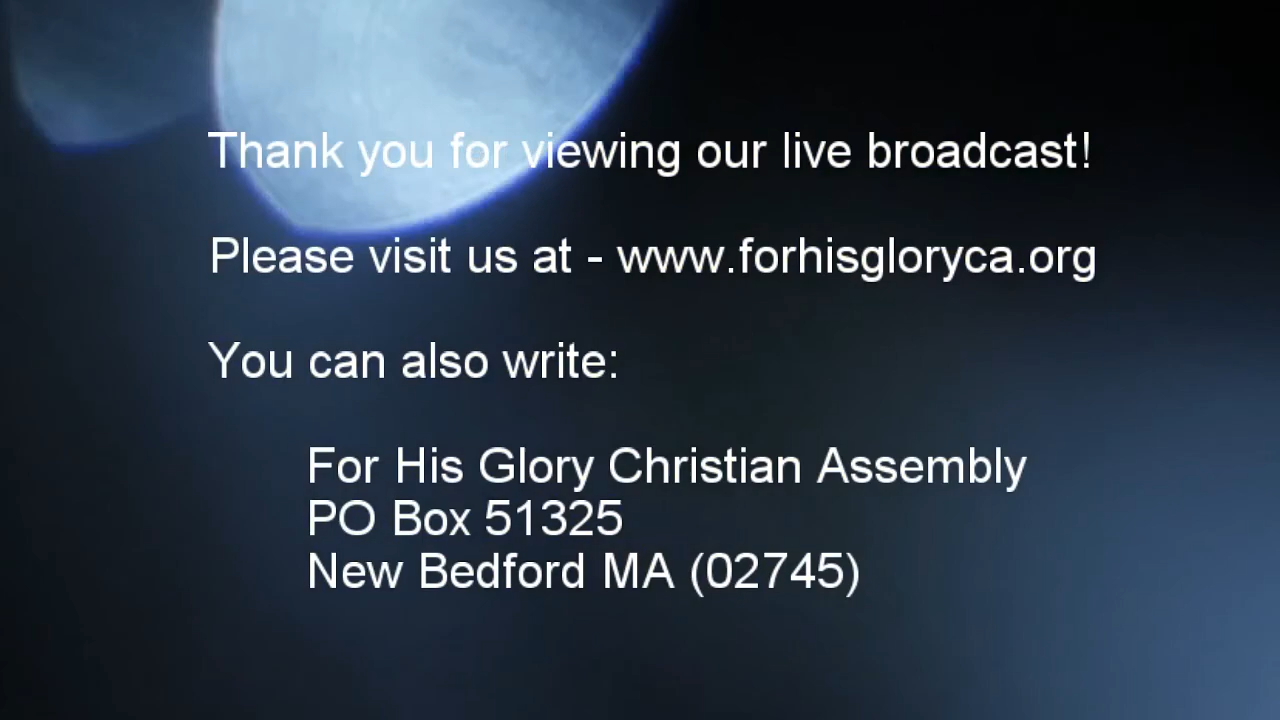 Thank you for viewing our live broadcast!
Please visit us at - www.forhisgloryca.org
You can also write:
For His Glory Christian Assembly
PO Box 51325
New Bedford MA (02745)